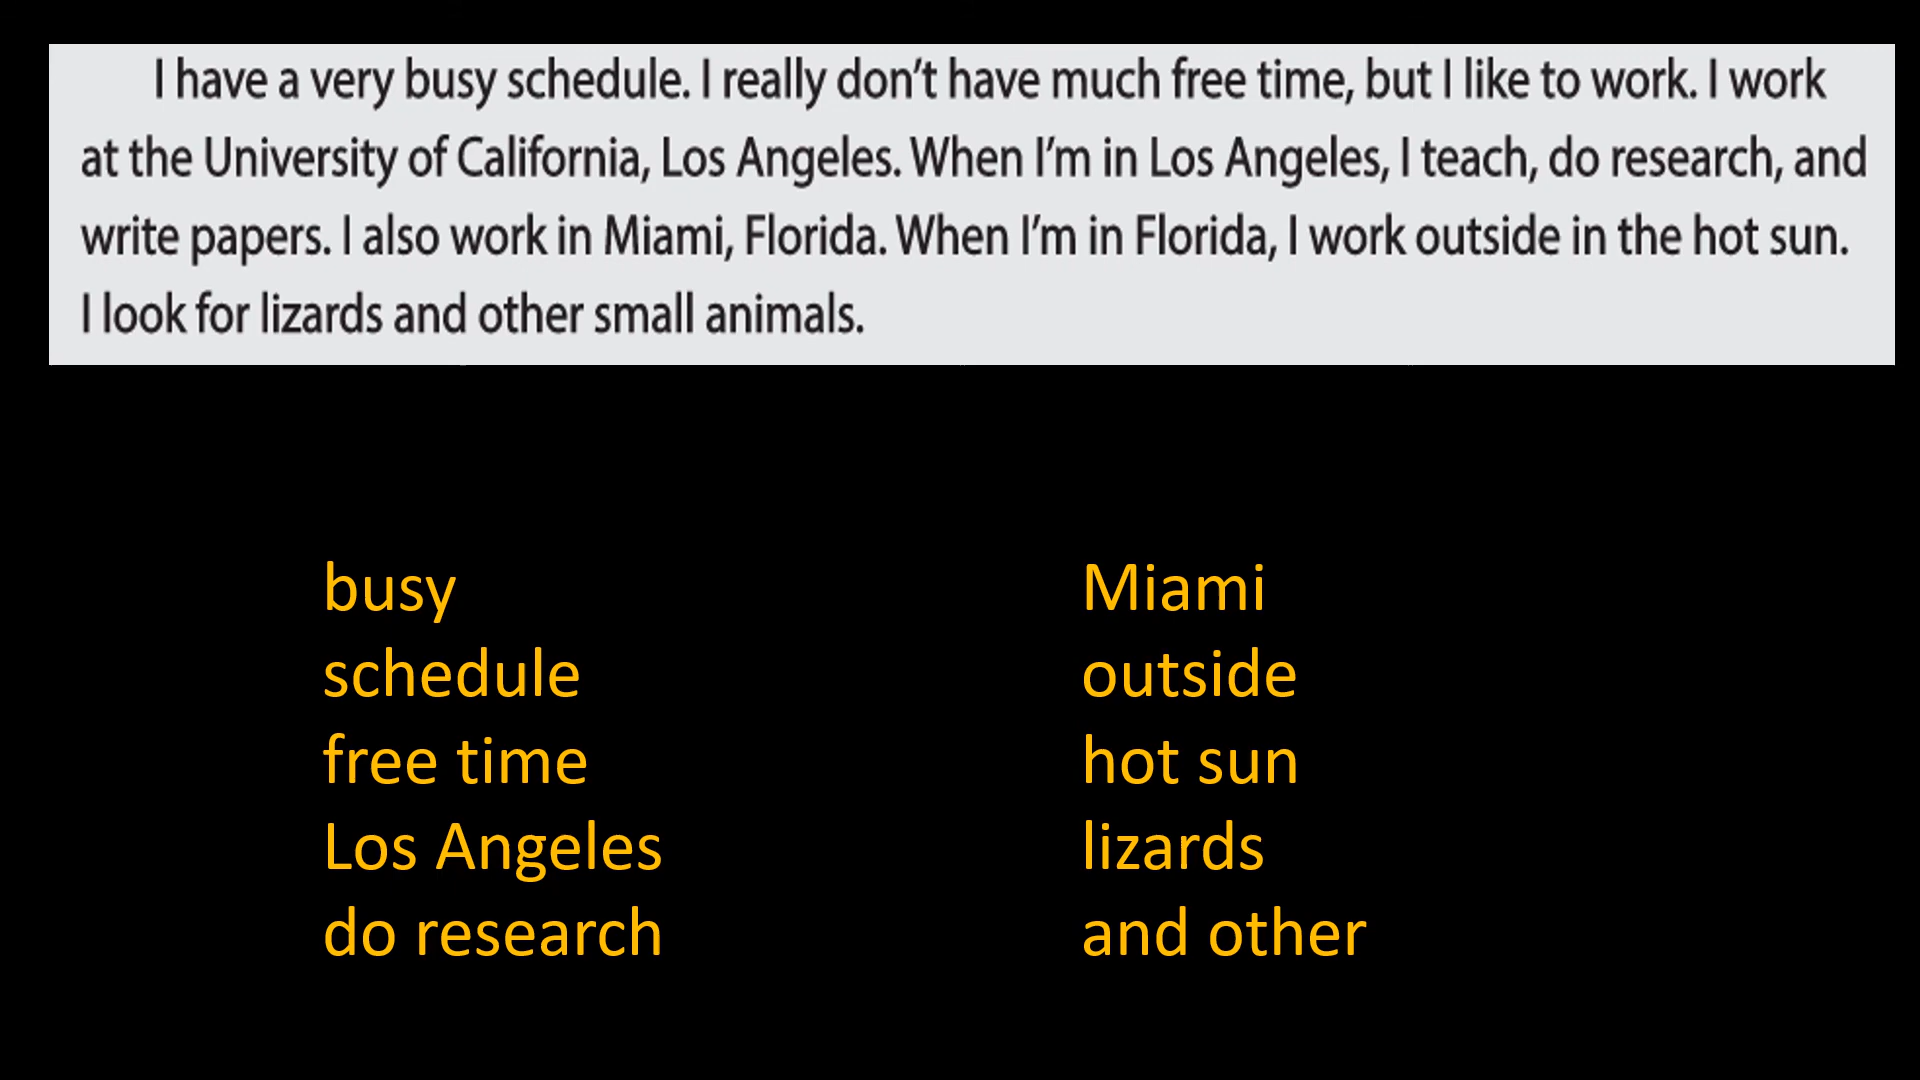 I have a very busy schedule. I really don't have much free time, but I like to work. I work
at the University of California, Los Angeles. When I'm in Los Angeles, I teach, do research, and
write papers. I also work in Miami, Florida. When I'm in Florida, I work outside in the hot sun.
I look for lizards and other small animals.
busy
schedule
free time
Los Angeles
do research
Miami
outside
hot sun
lizards
and other